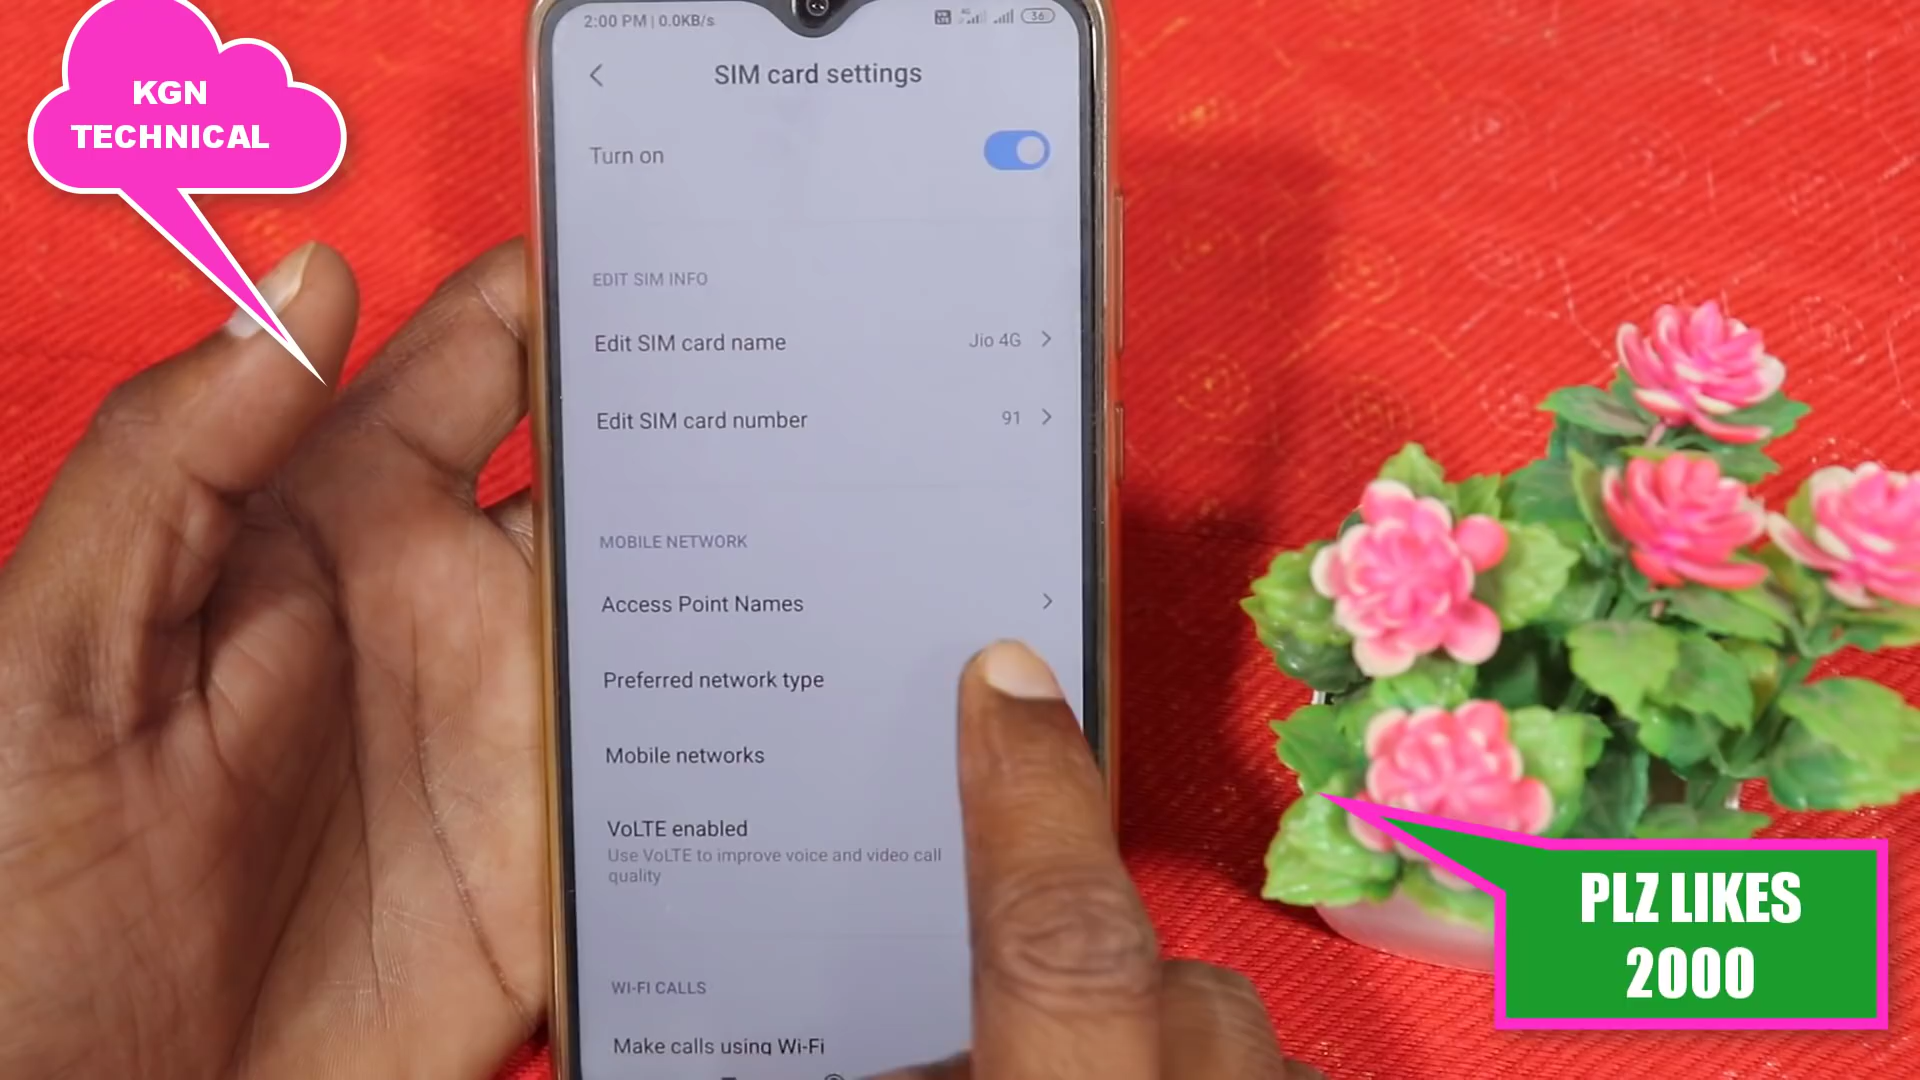 KGN
TECHNICAL
2:00 PM | 0.0KB/s
36
SIM card settings
Turn on
EDIT SIM INFO
Edit SIM card name
Jio 4G
Edit SIM card number
91
MOBILE NETWORK
Access Point Names
Preferred network type
Mobile networks
VoLTE enabled
Use VoLTE to improve voice and video call
quality
WI-FI CALLS
Make calls using Wi-Fi
PLZ LIKES
2000